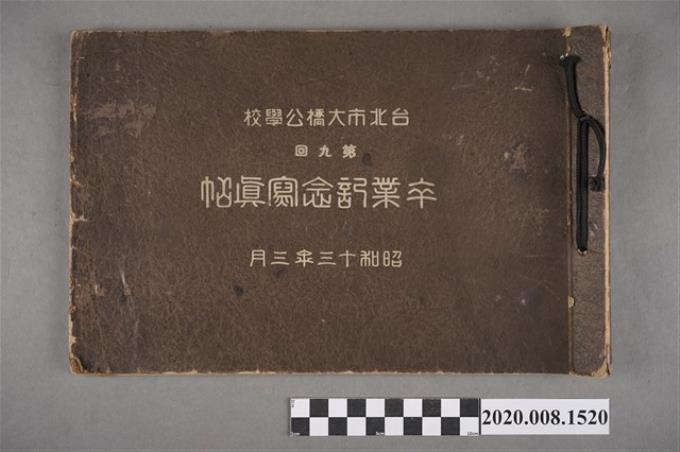 台北市大橋公學校
第九回
卒業記念寫眞帖
昭和十三年三月
2020.008.1520